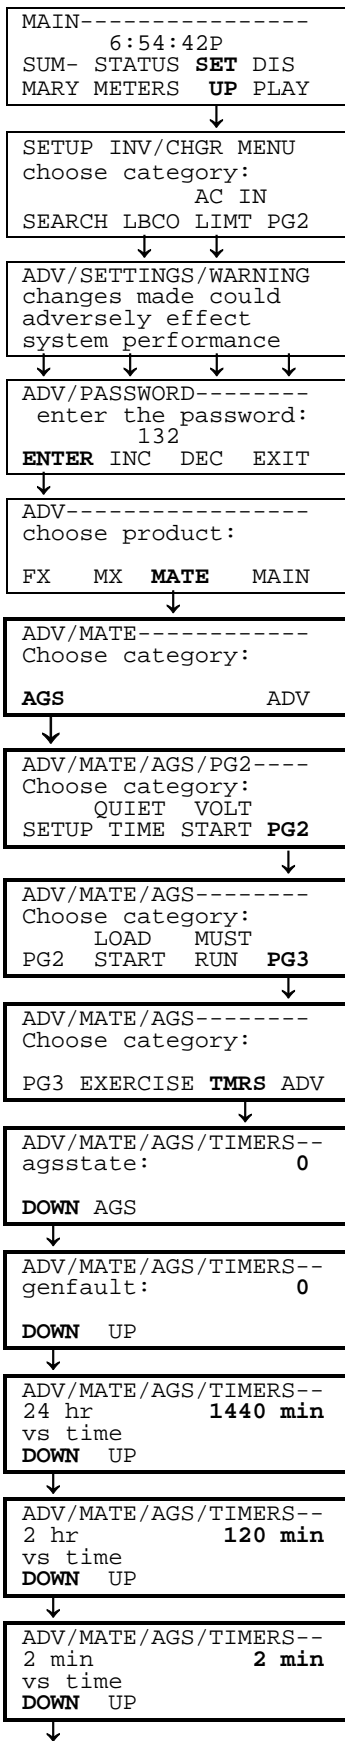 MAIN-----------------
6:54:42P
SUM- STATUS SET DIS
MARY METERS UP PLAY
SETUP INV/CHGR MENU
choose category:
AC IN
SEARCH LBCO LIMT PG2
ADV/SETTINGS/WARNING
changes made could
adversely effect
system performance
ADV/PASSWORD--------
enter the password:
132
ENTER INC DEC EXIT
ADV-----------------
choose product:
FX MX MATE MAIN
ADV/MATE------------
Choose category:
AGS ADV
ADV/MATE/AGS/PG2----
Choose category:
QUIET VOLT
SETUP TIME START PG2
ADV/MATE/AGS--------
Choose category:
LOAD MUST
PG2 START RUN PG3
ADV/MATE/AGS--------
Choose category:
PG3 EXERCISE TMRS ADV
ADV/MATE/AGS/TIMERS--
agsstate: 0
DOWN AGS
ADV/MATE/AGS/TIMERS--
genfault: 0
DOWN UP
ADV/MATE/AGS/TIMERS--
24 hr 1440 min
vs time
DOWN UP
ADV/MATE/AGS/TIMERS--
2 hr 120 min
vs time
DOWN UP
ADV/MATE/AGS/TIMERS--
2 min 2 min
vs time
DOWN UP